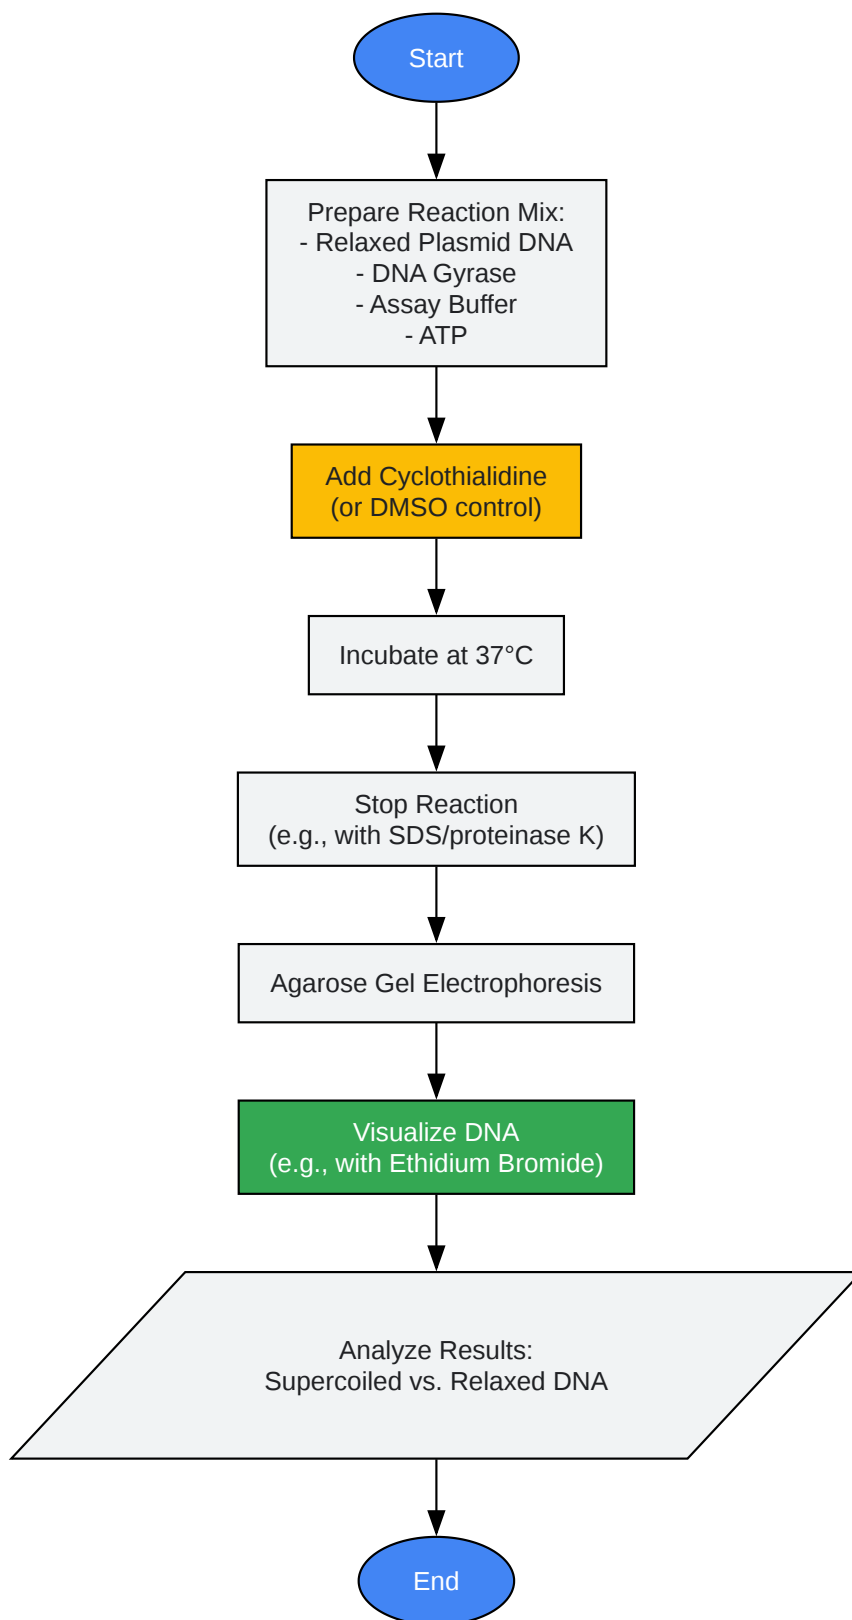 Start
Prepare Reaction Mix:
- Relaxed Plasmid DNA
- DNA Gyrase
- Assay Buffer
- ATP
Add Cyclothialidine
(or DMSO control)
Incubate at 37°C
Stop Reaction
(e.g., with SDS/proteinase K)
Agarose Gel Electrophoresis
Visualize DNA
(e.g., with Ethidium Bromide)
Analyze Results:
Supercoiled vs. Relaxed DNA
End